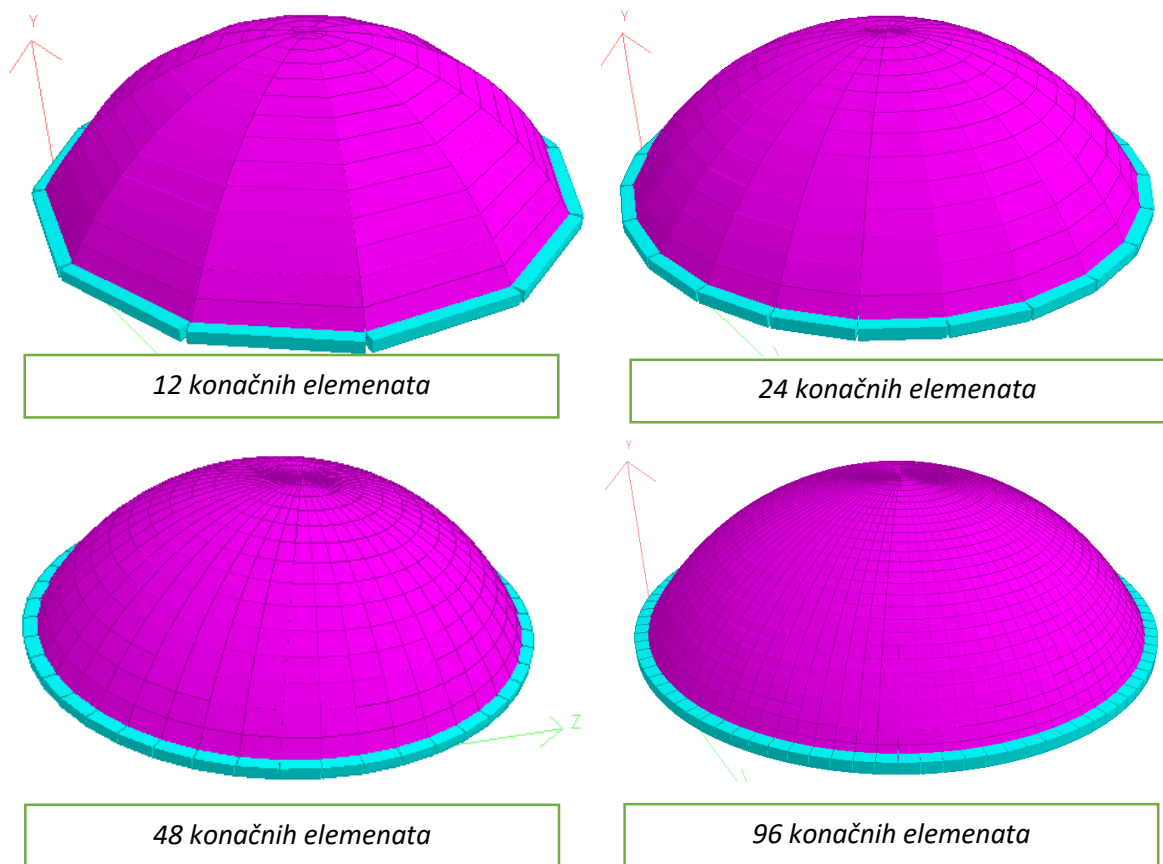 Y
Y
12 konačnih elemenata
24 konačnih elemenata
Y
Y
Z
48 konačnih elemenata
96 konačnih elemenata